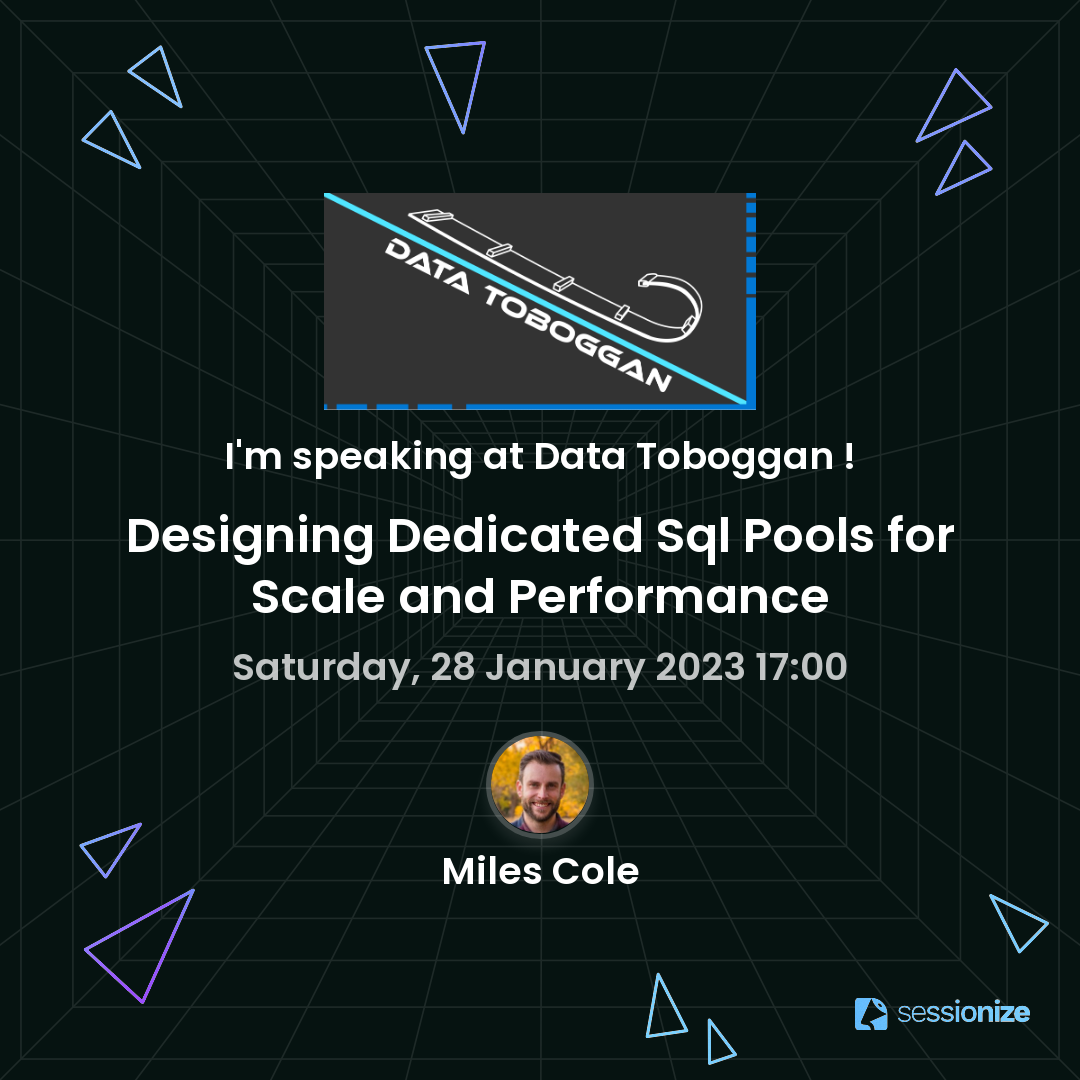 DATA TOBOGGAN
I'm speaking at Data Toboggan !
Designing Dedicated Sql Pools for
Scale and Performance
Saturday, 28 January 2023 17:00
Miles Cole
sessionize